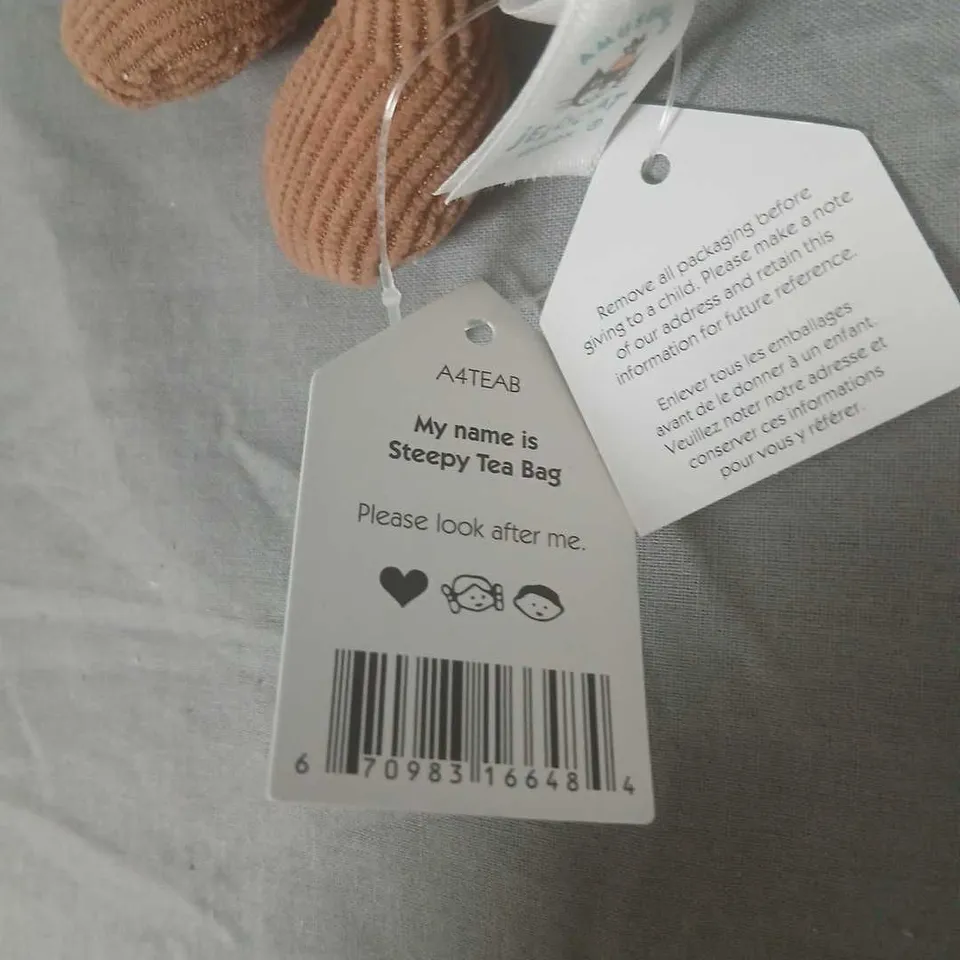 A4TEAB
My name is
Steepy Tea Bag
Please look after me.
6 70983 16648 4
Remove all packaging before
giving to a child. Please make a note
of our address and retain this
information for future reference.
Enlever tous les emballages
avant de le donner à un enfant.
Veuillez noter notre adresse et
conserver ces informations
pour vous y référer.
JELLYCAT